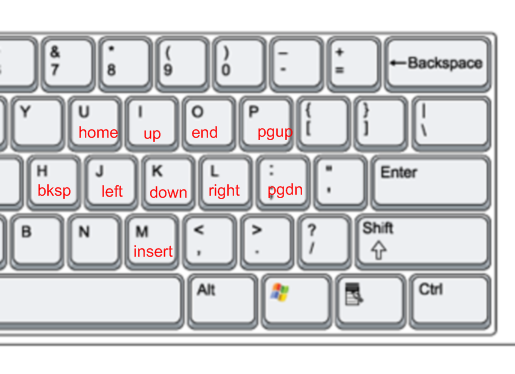 & * ( ) _ +
7 8 9 0 - = ←Backspace
Y U I O P { } |
home up end pgup [ ] \
H J K L : " Enter
bksp left down right pgdn ; '
B N M < > ? Shift
insert , . /
Alt Ctrl